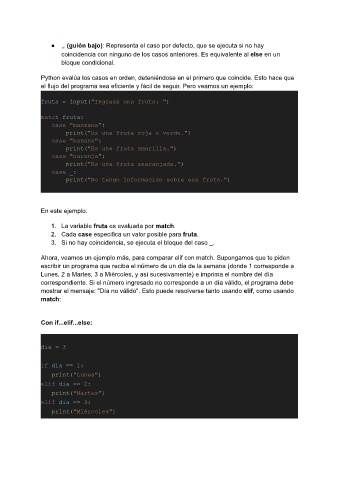 ● _ (guión bajo): Representa el caso por defecto, que se ejecuta si no hay
coincidencia con ninguno de los casos anteriores. Es equivalente al else en un
bloque condicional.
Python evalúa los casos en orden, deteniéndose en el primero que coincide. Esto hace que
el flujo del programa sea eficiente y fácil de seguir. Pero veamos un ejemplo:
fruta = input("Ingresa una fruta: ")
match fruta:
case "manzana":
print("Es una fruta roja o verde.")
case "banana":
print("Es una fruta amarilla.")
case "naranja":
print("Es una fruta anaranjada.")
case _:
print("No tengo información sobre esa fruta.")
En este ejemplo:
1. La variable fruta es evaluada por match.
2. Cada case especifica un valor posible para fruta.
3. Si no hay coincidencia, se ejecuta el bloque del caso _.
Ahora, veamos un ejemplo más, para comparar elif con match. Supongamos que te piden
escribir un programa que reciba el número de un día de la semana (donde 1 corresponde a
Lunes, 2 a Martes, 3 a Miércoles, y así sucesivamente) e imprima el nombre del día
correspondiente. Si el número ingresado no corresponde a un día válido, el programa debe
mostrar el mensaje: "Día no válido". Esto puede resolverse tanto usando elif, como usando
match:
Con if...elif...else:
dia = 3
if dia == 1:
print("Lunes")
elif dia == 2:
print("Martes")
elif dia == 3:
print("Miércoles")